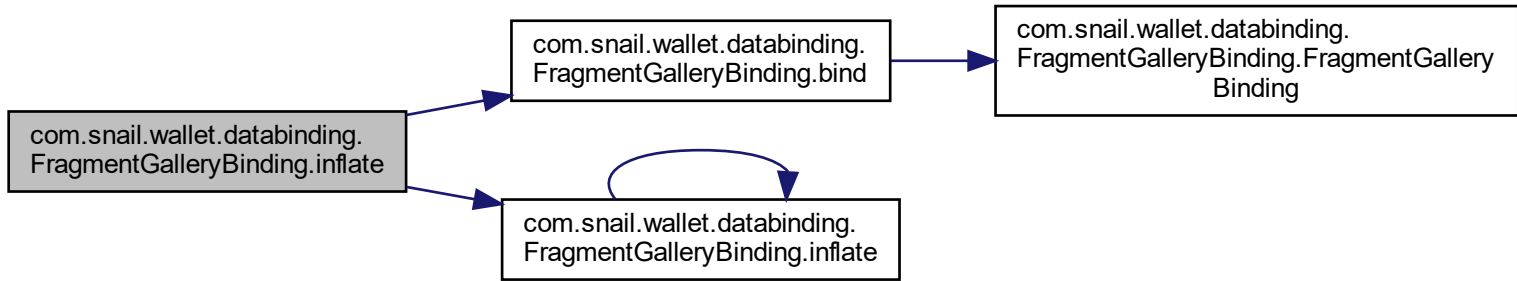 com.snail.wallet.databinding.
FragmentGalleryBinding.inflate
com.snail.wallet.databinding.
FragmentGalleryBinding.bind
com.snail.wallet.databinding.
FragmentGalleryBinding.FragmentGallery
Binding
com.snail.wallet.databinding.
FragmentGalleryBinding.inflate